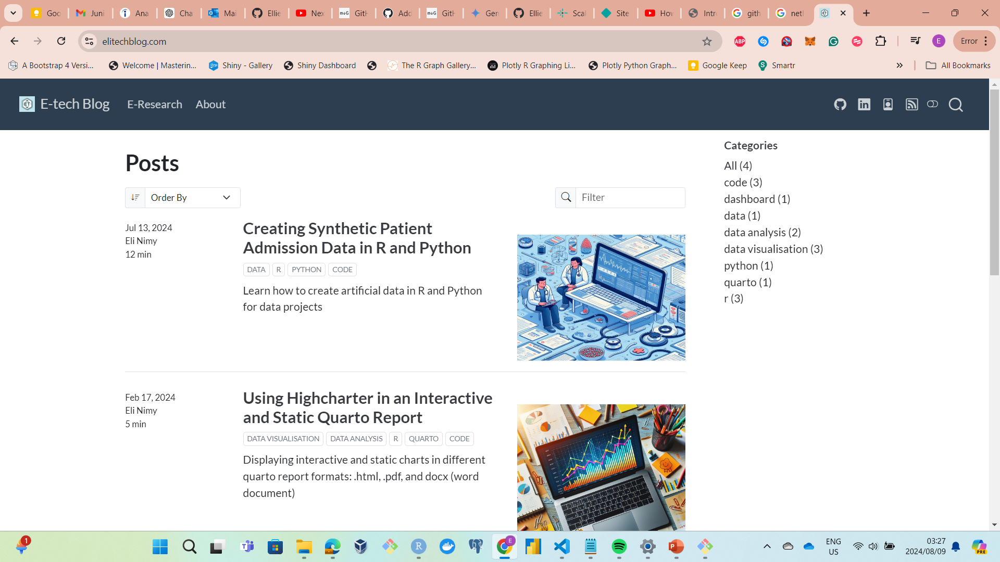 Goo
Juni
Ana
Cha
Mai
Ellie
Nex
GitH
Add
GitH
Gen
Ellie
Scal
Site
How
Intro
gith
netl
elitechblog.com
ABP
E
Error
A Bootstrap 4 Versi...
Welcome | Masterin...
Shiny - Gallery
Shiny Dashboard
The R Graph Gallery...
Plotly R Graphing Li...
Plotly Python Graph...
Google Keep
Smartr
All Bookmarks
ET
E-tech Blog
E-Research
About
Posts
Order By
Filter
Jul 13, 2024
Eli Nimy
12 min
Creating Synthetic Patient
Admission Data in R and Python
DATA
R
PYTHON
CODE
Learn how to create artificial data in R and Python
for data projects
Feb 17, 2024
Eli Nimy
5 min
Using Highcharter in an Interactive
and Static Quarto Report
DATA VISUALISATION
DATA ANALYSIS
R
QUARTO
CODE
Displaying interactive and static charts in different
quarto report formats: .html, .pdf, and docx (word
document)
Categories
All (4)
code (3)
dashboard (1)
data (1)
data analysis (2)
data visualisation (3)
python (1)
quarto (1)
r (3)
1
E
ENG
US
03:27
2024/08/09
PRE